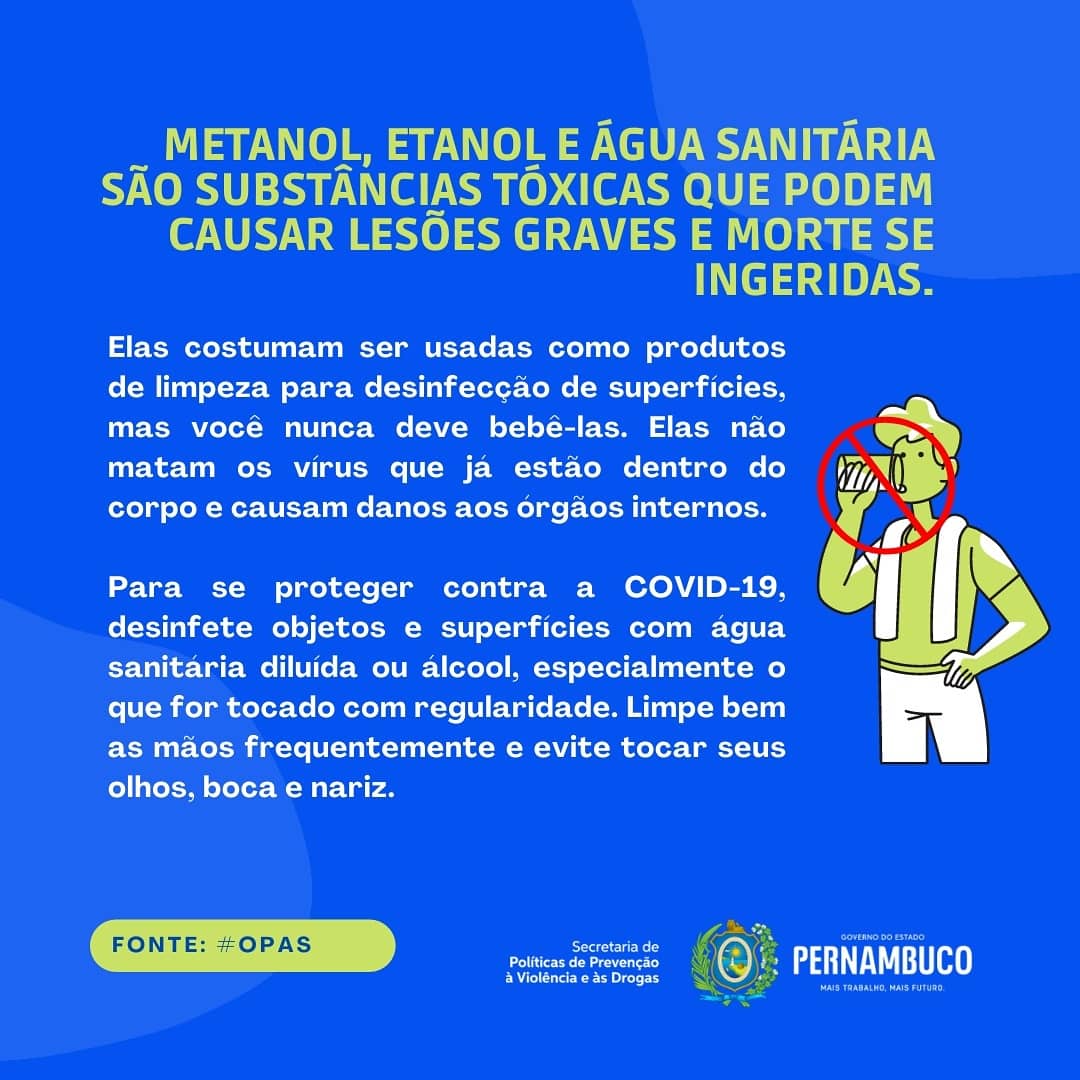 METANOL, ETANOL E ÁGUA SANITÁRIA
SÃO SUBSTÂNCIAS TÓXICAS QUE PODEM
CAUSAR LESÕES GRAVES E MORTE SE
INGERIDAS.
Elas costumam ser usadas como produtos
de limpeza para desinfecção de superfícies,
mas você nunca deve bebê-las. Elas não
matam os vírus que já estão dentro do
corpo e causam danos aos órgãos internos.
Para se proteger contra a COVID-19,
desinfete objetos e superfícies com água
sanitária diluída ou álcool, especialmente o
que for tocado com regularidade. Limpe bem
as mãos frequentemente e evite tocar seus
olhos, boca e nariz.
FONTE: #OPAS
Secretaria de
Políticas de Prevenção
à Violência e às Drogas
GOVERNO DO ESTADO
PERNAMBUCO
MAIS TRABALHO, MAIS FUTURO.